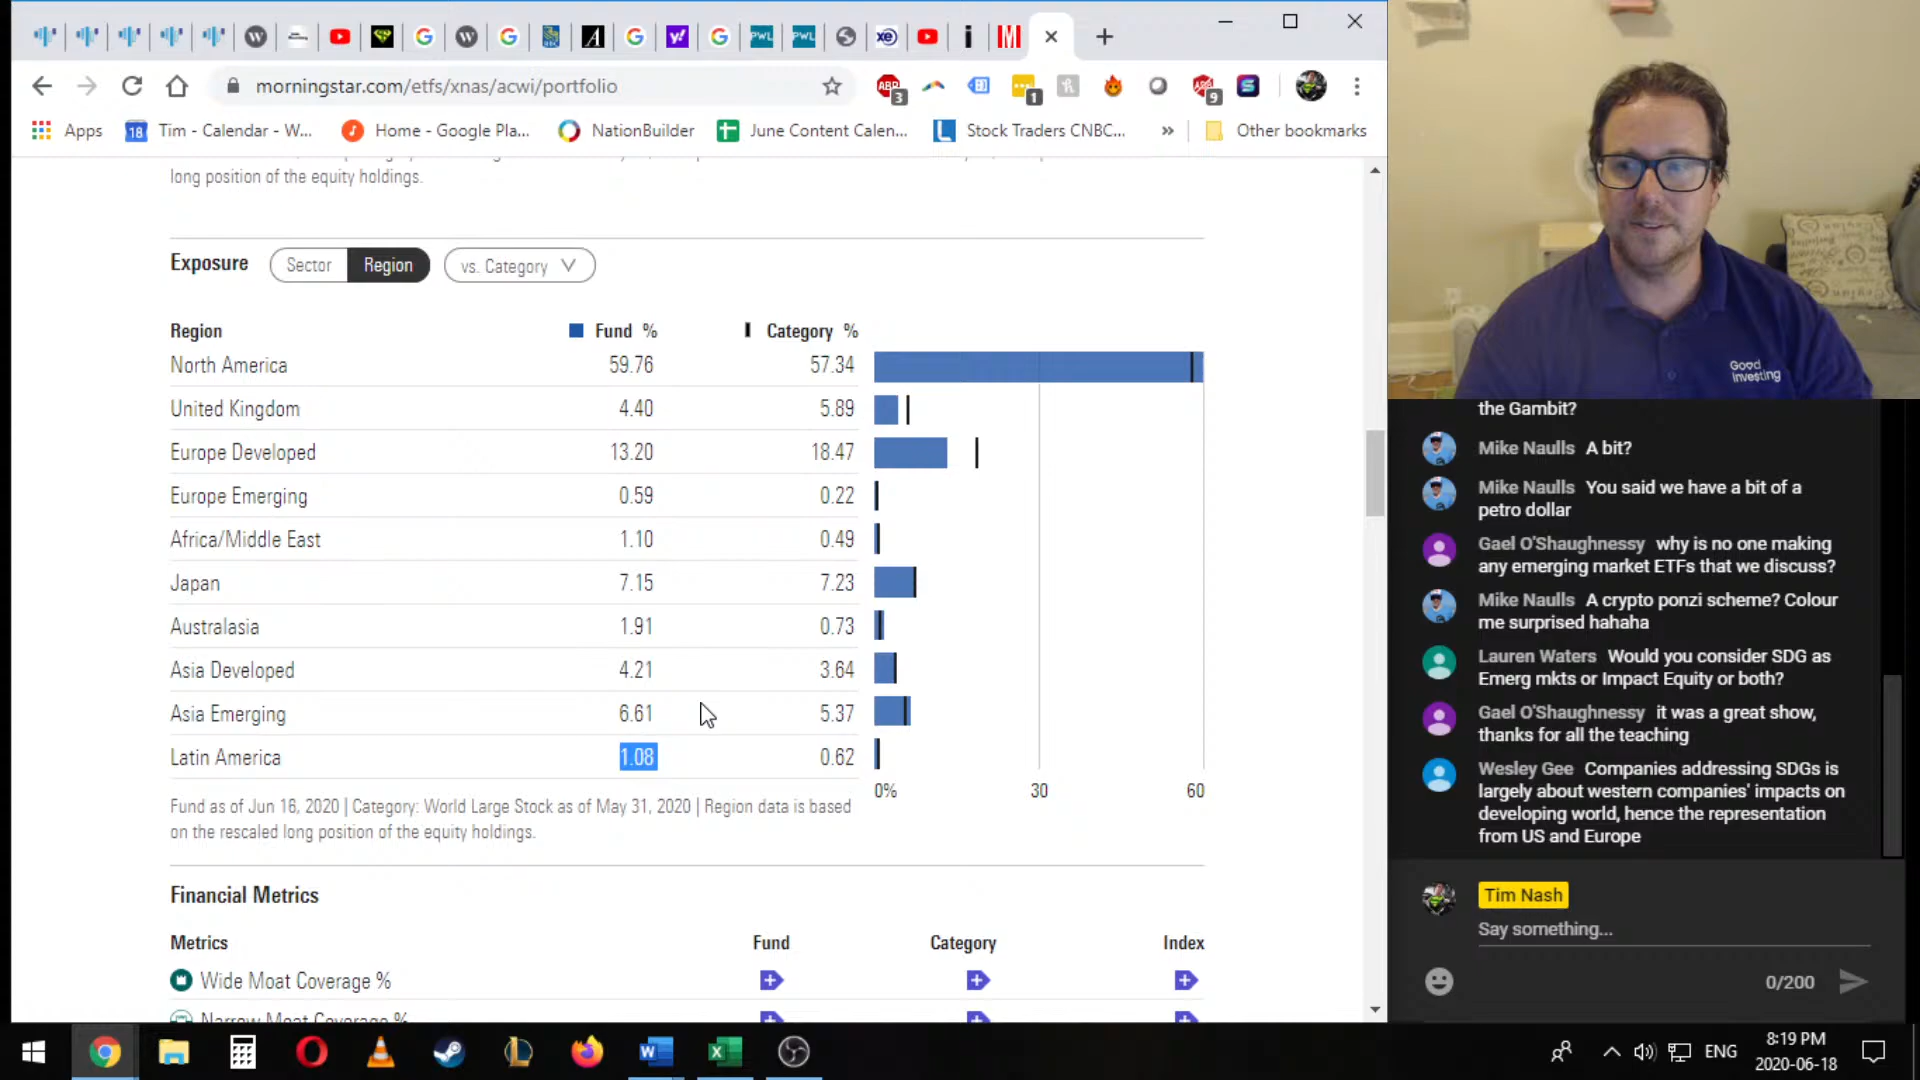 morningstar.com/etfs/xnas/acwi/portfolio
3
1
9
Apps
18
Tim - Calendar - W...
Home - Google Pla...
NationBuilder
June Content Calen...
Stock Traders CNBC...
»
Other bookmarks
long position of the equity holdings.
Exposure
Sector
Region
vs. Category
Region Fund % Category %
North America 59.76 57.34
United Kingdom 4.40 5.89
Europe Developed 13.20 18.47
Europe Emerging 0.59 0.22
Africa/Middle East 1.10 0.49
Japan 7.15 7.23
Australasia 1.91 0.73
Asia Developed 4.21 3.64
Asia Emerging 6.61 5.37
Latin America 1.08 0.62
0% 30 60
Fund as of Jun 16, 2020 | Category: World Large Stock as of May 31, 2020 | Region data is based
on the rescaled long position of the equity holdings.
Financial Metrics
Metrics Fund Category Index
Wide Moat Coverage %
Narrow Moat Coverage %
Good
Investing
the Gambit?
Mike Naulls A bit?
Mike Naulls You said we have a bit of a
petro dollar
Gael O'Shaughnessy why is no one making
any emerging market ETFs that we discuss?
Mike Naulls A crypto ponzi scheme? Colour
me surprised hahaha
Lauren Waters Would you consider SDG as
Emerg mkts or Impact Equity or both?
Gael O'Shaughnessy it was a great show,
thanks for all the teaching
Wesley Gee Companies addressing SDGs is
largely about western companies' impacts on
developing world, hence the representation
from US and Europe
Tim Nash
Say something...
0/200
ENG
8:19 PM
2020-06-18